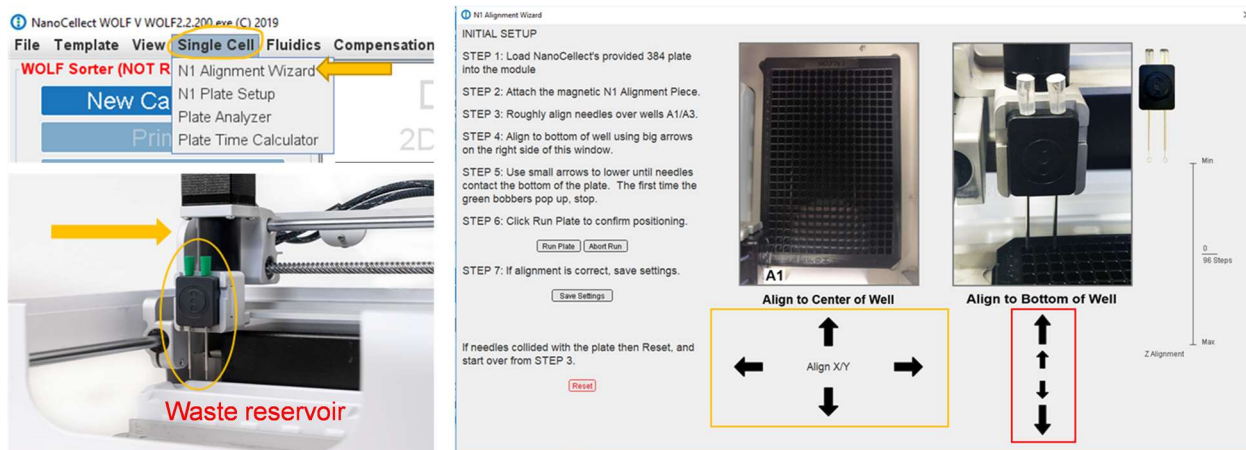 NanoCellect WOLF V WOLF2.2.200.exe (C) 2019
File Template View Single Cell Fluidics Compensation
WOLF Sorter (NOT R
N1 Alignment Wizard
New Ca
N1 Plate Setup
Plate Analyzer
Prin
Plate Time Calculator
2D
Waste reservoir
N1 Alignment Wizard
INITIAL SETUP
STEP 1: Load NanoCellect's provided 384 plate
into the module
STEP 2: Attach the magnetic N1 Alignment Piece.
STEP 3: Roughly align needles over wells A1/A3.
STEP 4: Align to bottom of well using big arrows
on the right side of this window.
STEP 5: Use small arrows to lower until needles
contact the bottom of the plate. The first time the
green bobbers pop up, stop.
STEP 6: Click Run Plate to confirm positioning.
Run Plate Abort Run
STEP 7: If alignment is correct, save settings.
Save Settings
If needles collided with the plate then Reset, and
start over from STEP 3.
Reset
A1
Align to Center of Well
Align X/Y
Align to Bottom of Well
Min
0
96 Steps
Max
Z Alignment